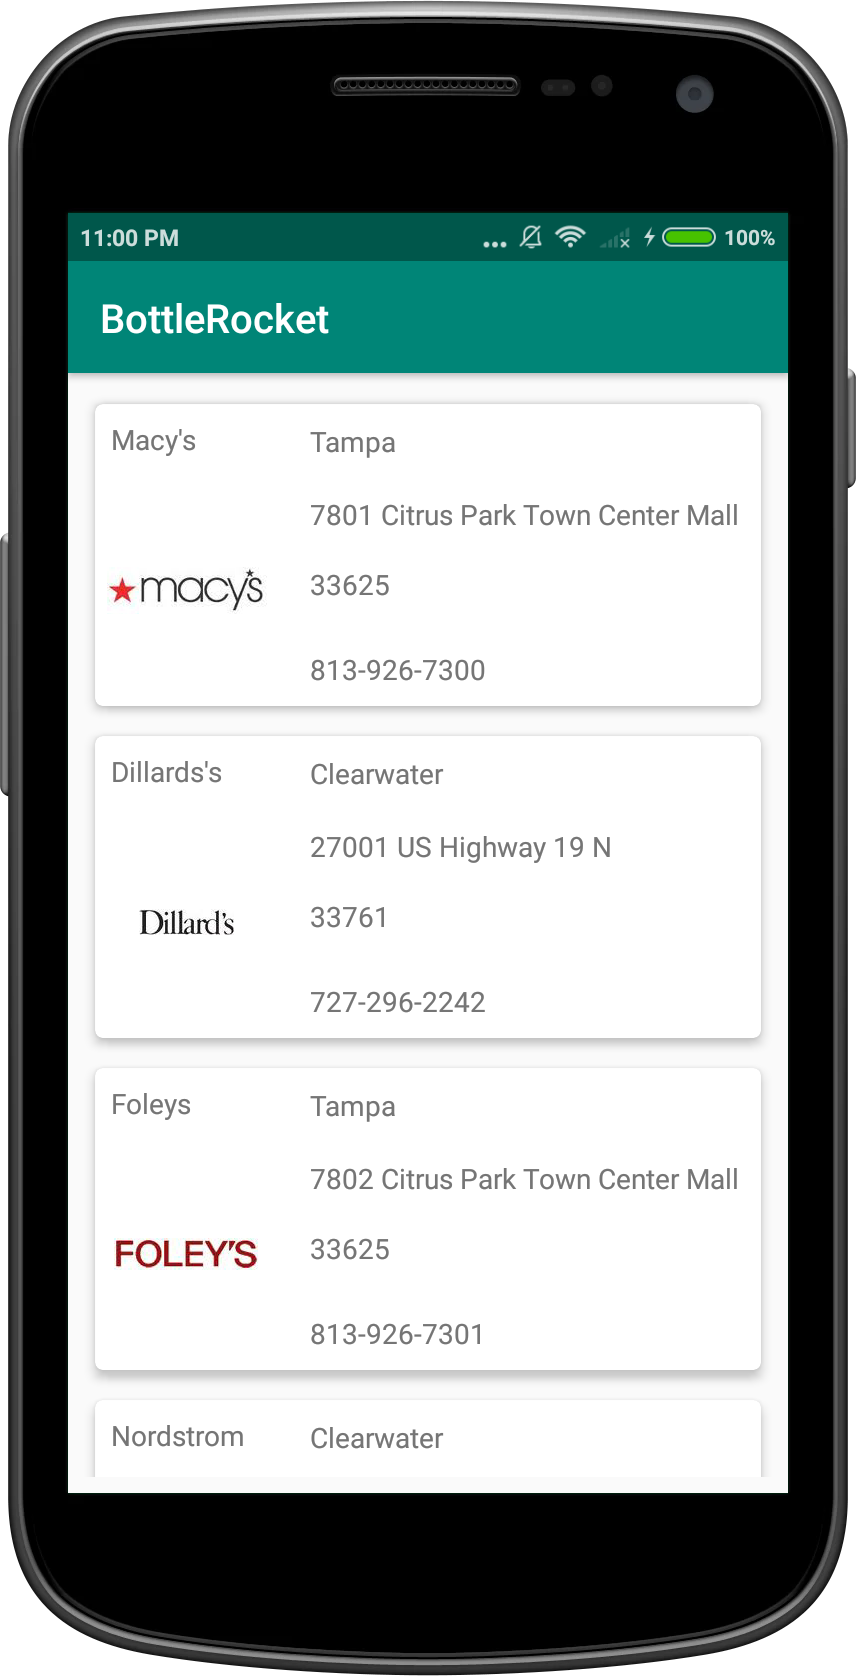 11:00 PM 100%
BottleRocket
Macy's
Tampa
7801 Citrus Park Town Center Mall
macy's
33625
813-926-7300
Dillards's
Clearwater
27001 US Highway 19 N
Dillard's
33761
727-296-2242
Foleys
Tampa
7802 Citrus Park Town Center Mall
FOLEY'S
33625
813-926-7301
Nordstrom
Clearwater